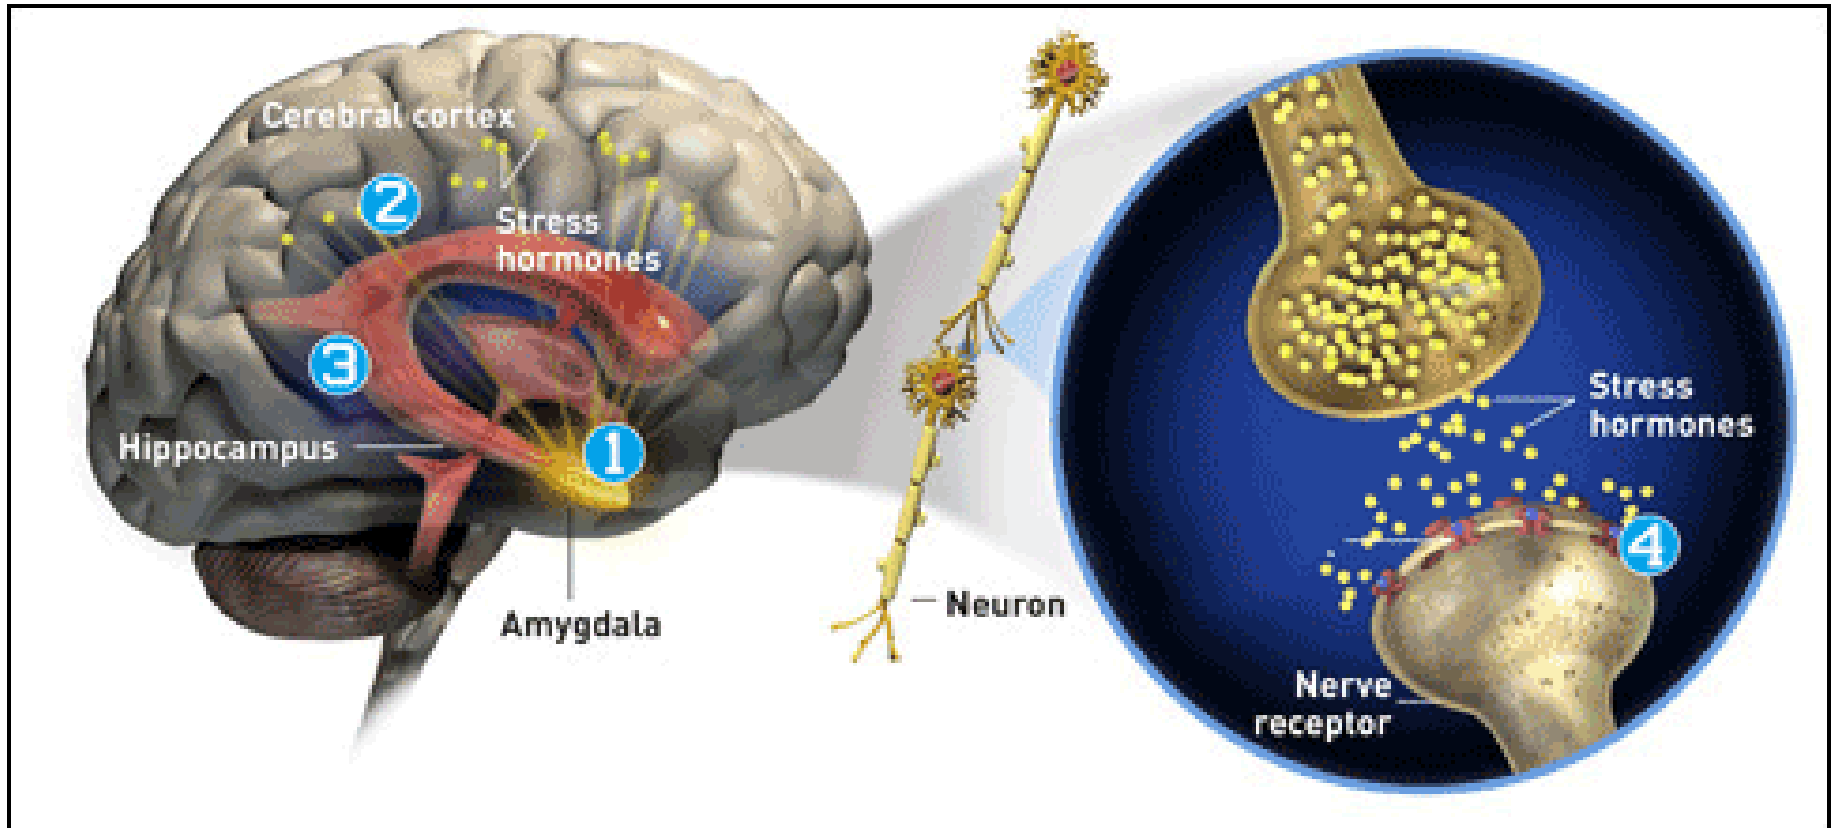 Cerebral cortex
2
Stress
hormones
3
Hippocampus
1
Amygdala
Neuron
Stress
hormones
4
Nerve
receptor